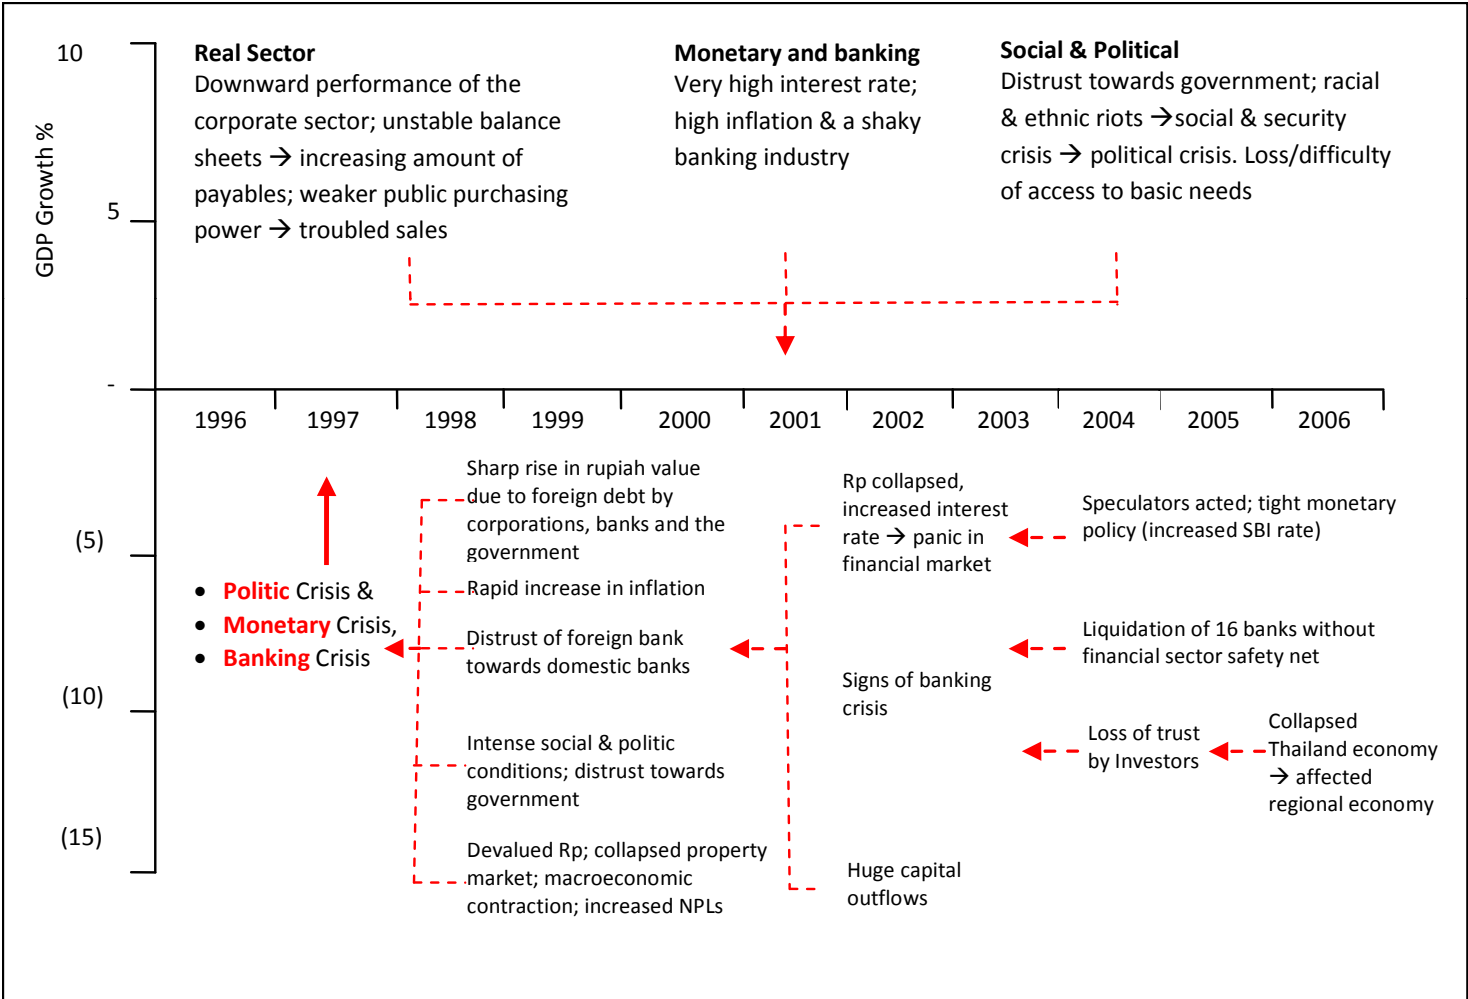 10
5
-
(5)
(10)
(15)
GDP Growth %
Real Sector
Downward performance of the
corporate sector; unstable balance
sheets → increasing amount of
payables; weaker public purchasing
power → troubled sales
Monetary and banking
Very high interest rate;
high inflation & a shaky
banking industry
Social & Political
Distrust towards government; racial
& ethnic riots →social & security
crisis → political crisis. Loss/difficulty
of access to basic needs
1996 1997 1998 1999 2000 2001 2002 2003 2004 2005 2006
• Politic Crisis &
• Monetary Crisis,
• Banking Crisis
Sharp rise in rupiah value
due to foreign debt by
corporations, banks and the
government
Rapid increase in inflation
Distrust of foreign bank
towards domestic banks
Intense social & politic
conditions; distrust towards
government
Devalued Rp; collapsed property
market; macroeconomic
contraction; increased NPLs
Rp collapsed,
increased interest
rate → panic in
financial market
Signs of banking
crisis
Huge capital
outflows
Speculators acted; tight monetary
policy (increased SBI rate)
Liquidation of 16 banks without
financial sector safety net
Loss of trust
by Investors
Collapsed
Thailand economy
→ affected
regional economy